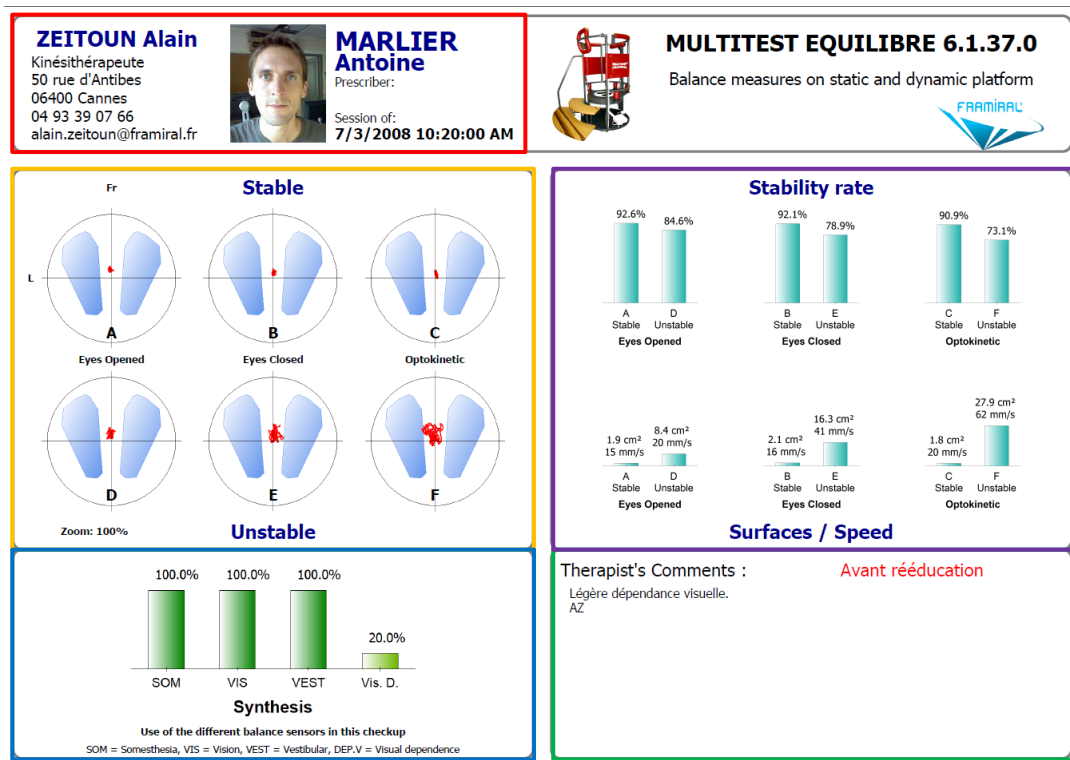 ZEITOUN Alain
Kinésithérapeute
50 rue d'Antibes
06400 Cannes
04 93 39 07 66
alain.zeitoun@framiral.fr
MARLIER
Antoine
Prescriber:
Session of:
7/3/2008 10:20:00 AM
MULTITEST EQUILIBRE 6.1.37.0
Balance measures on static and dynamic platform
FRAMIRAL®
Fr
Stable
L
A
B
C
Eyes Opened
Eyes Closed
Optokinetic
D
E
F
Zoom: 100%
Unstable
Stability rate
92.6% 84.6% 92.1% 78.9% 90.9% 73.1%
A D B E C F
Stable Unstable Stable Unstable Stable Unstable
Eyes Opened Eyes Closed Optokinetic
1.9 cm² 8.4 cm² 2.1 cm² 16.3 cm² 1.8 cm² 27.9 cm²
15 mm/s 20 mm/s 16 mm/s 41 mm/s 20 mm/s 62 mm/s
A D B E C F
Stable Unstable Stable Unstable Stable Unstable
Eyes Opened Eyes Closed Optokinetic
Surfaces / Speed
100.0% 100.0% 100.0% 20.0%
SOM VIS VEST Vis. D.
Synthesis
Use of the different balance sensors in this checkup
SOM = Somesthesia, VIS = Vision, VEST = Vestibular, DEP.V = Visual dependence
Therapist's Comments : Avant rééducation
Légère dépendance visuelle.
AZ